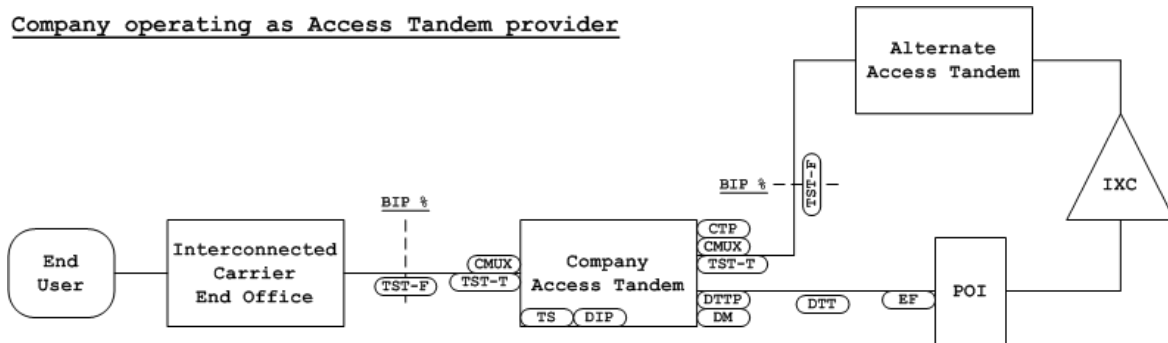 Company operating as Access Tandem provider
Alternate
Access Tandem
IXC
TST-F
BIP %
BIP %
End
User
Interconnected
Carrier
End Office
TST-F
CMUX
TST-T
Company
Access Tandem
TS
DIP
CTP
CMUX
TST-T
DTTP
DM
DTT
EF
POI